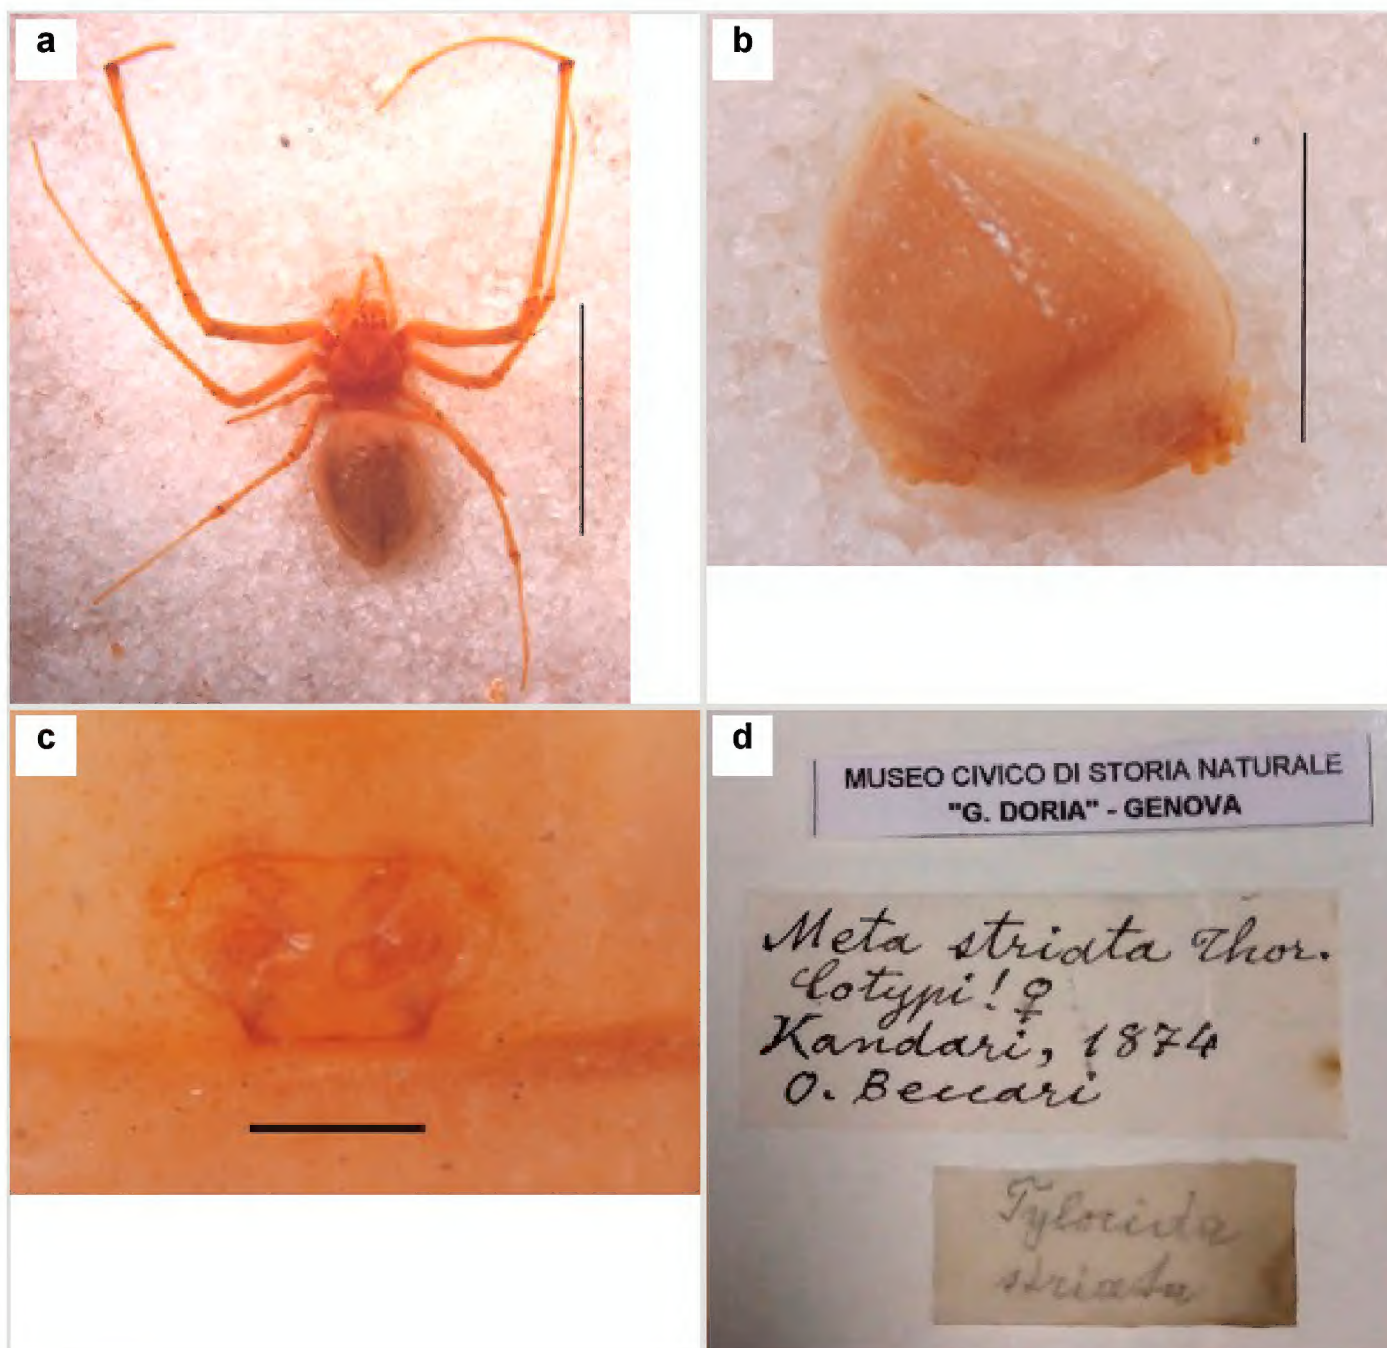 a
b
c
d
MUSEO CIVICO DI STORIA NATURALE
"G. DORIA" - GENOVA
Meta striata Thor.
Cotypi! ♀
Kandari, 1874
O. Beccari
Tylorida
striata